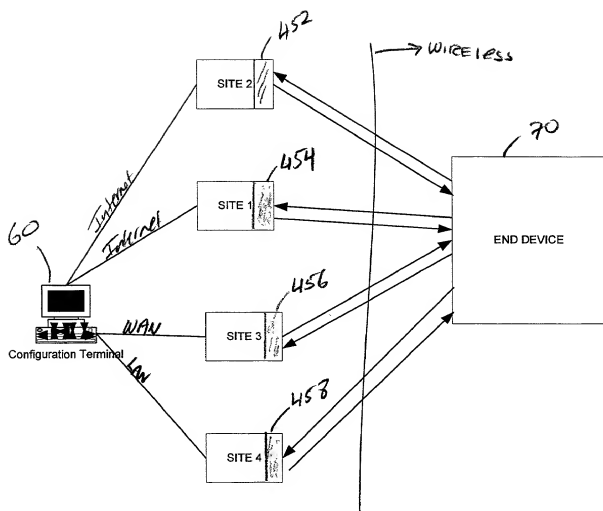 452
WIRELESS
SITE 2
70
454
Internet
SITE 1
Internet
END DEVICE
60
456
WAN
SITE 3
Configuration Terminal
LAN
458
SITE 4